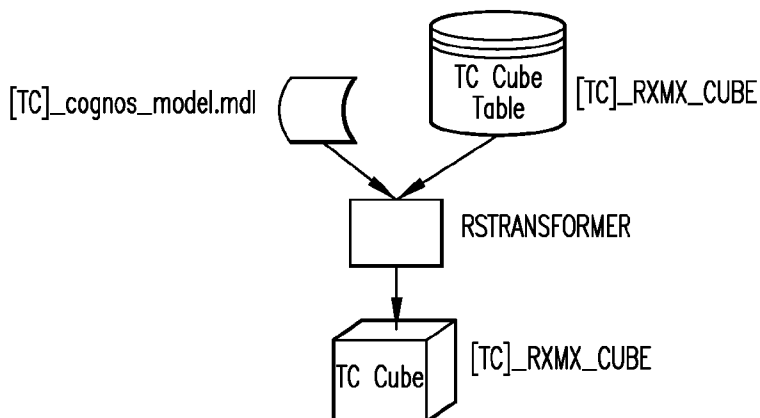 [TC]_cognos_model.mdl
TC Cube
Table
[TC]_RXMX_CUBE
RSTRANSFORMER
TC Cube
[TC]_RXMX_CUBE